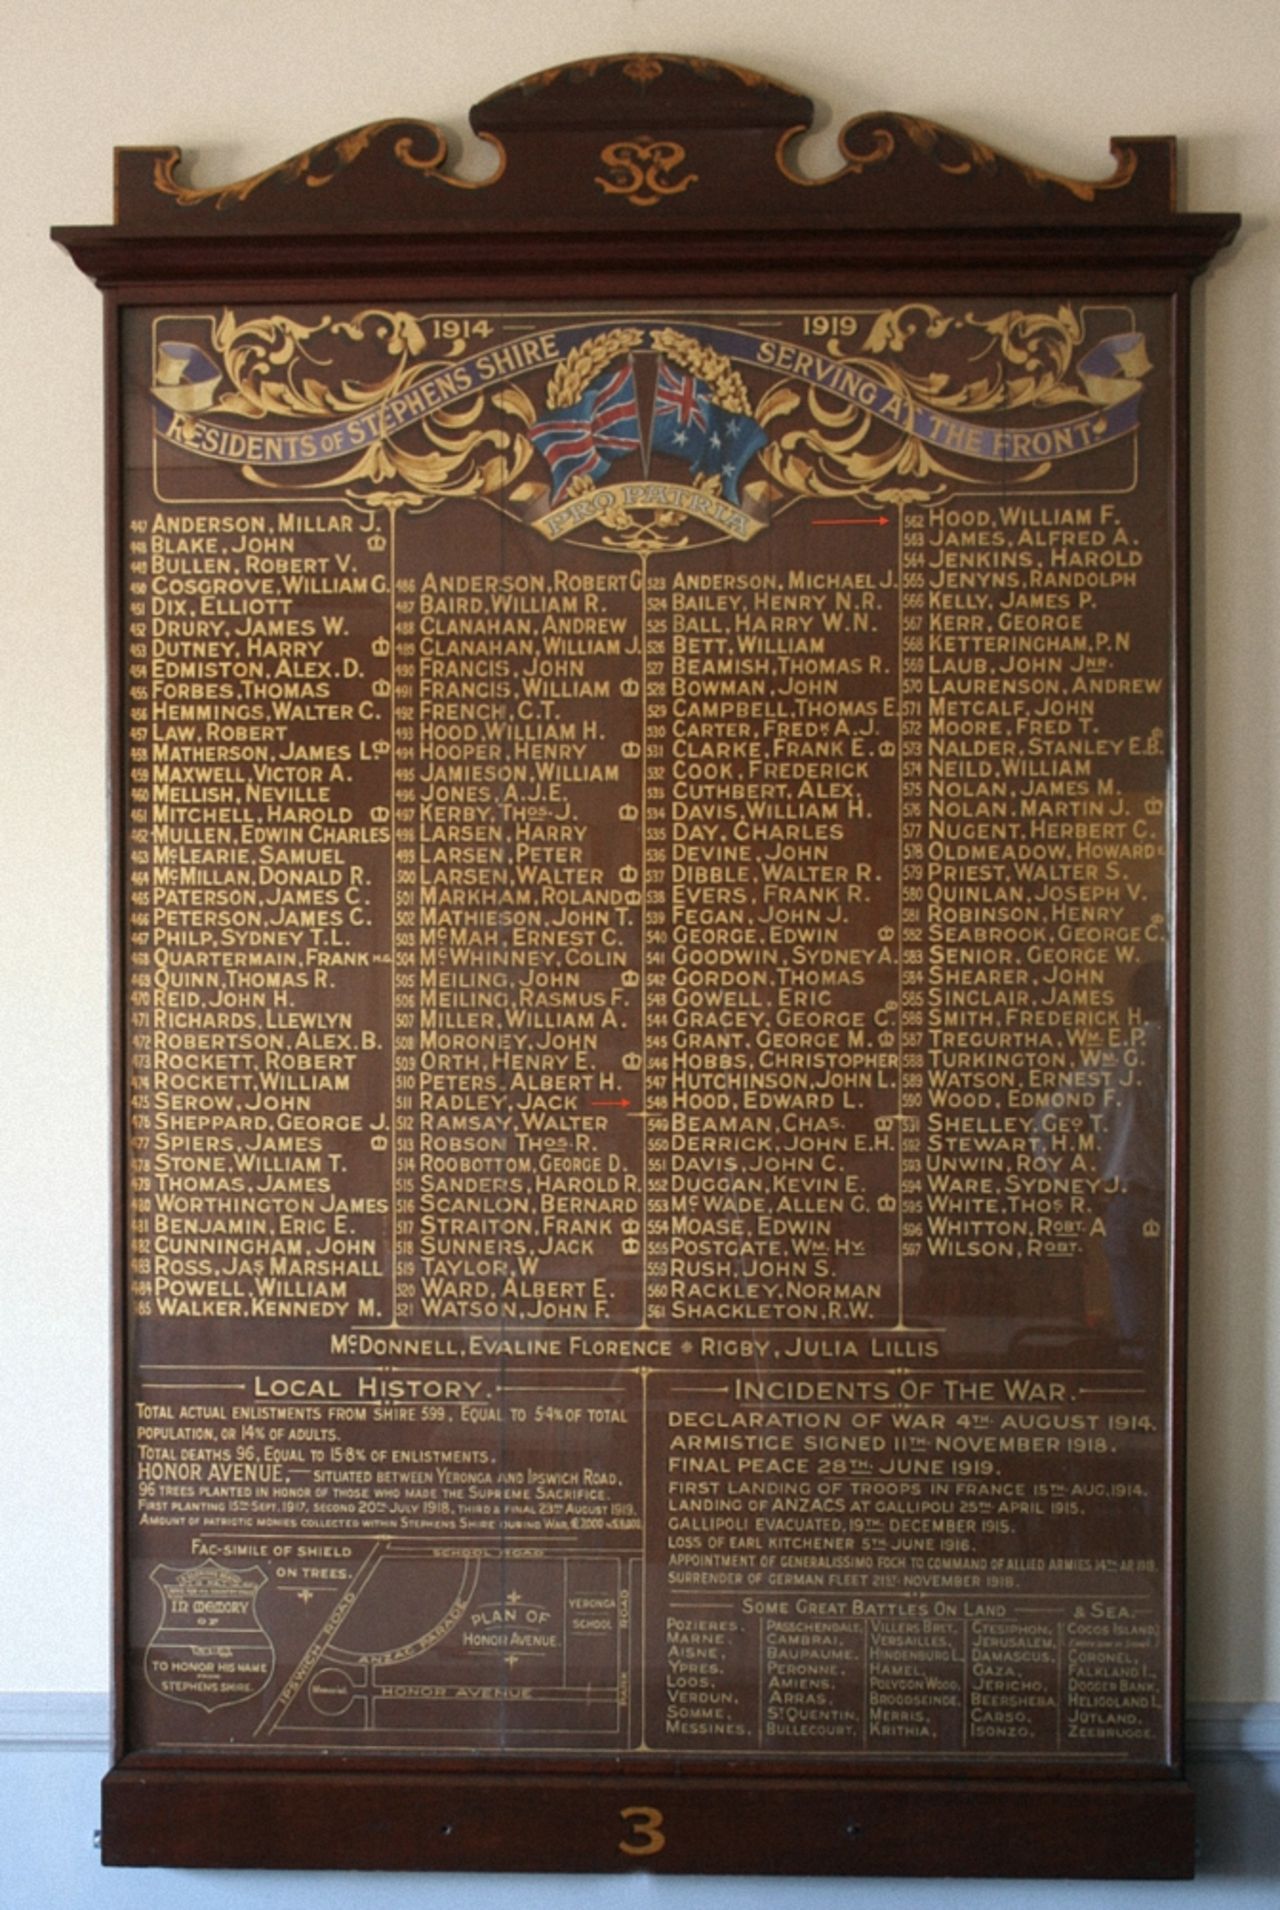 SS
1914 — — 1919
RESIDENTS OF STEPHENS SHIRE SERVING AT THE FRONT.
PRO PATRIA
447 ANDERSON, MILLAR J.
448 BLAKE, JOHN
449 BULLEN, ROBERT V.
450 COSGROVE, WILLIAM G.
451 DIX, ELLIOTT
452 DRURY, JAMES W.
453 DUTNEY, HARRY
454 EDMISTON, ALEX. D.
455 FORBES, THOMAS
456 HEMMINGS, WALTER C.
457 LAW, ROBERT
458 MATHERSON, JAMES L.
459 MAXWELL, VICTOR A.
460 MELLISH, NEVILLE
461 MITCHELL, HAROLD
462 MULLEN, EDWIN CHARLES
463 McLEARIE, SAMUEL
464 McMILLAN, DONALD R.
465 PATERSON, JAMES C.
466 PETERSON, JAMES C.
467 PHILP, SYDNEY T.L.
468 QUARTERMAIN, FRANK H.G.
469 QUINN, THOMAS R.
470 REID, JOHN H.
471 RICHARDS, LLEWLYN
472 ROBERTSON, ALEX. B.
473 ROCKETT, ROBERT
474 ROCKETT, WILLIAM
475 SEROW, JOHN
476 SHEPPARD, GEORGE J.
477 SPIERS, JAMES
478 STONE, WILLIAM T.
479 THOMAS, JAMES
480 WORTHINGTON JAMES
481 BENJAMIN, ERIC E.
482 CUNNINGHAM, JOHN
483 ROSS, JAS MARSHALL
484 POWELL, WILLIAM
485 WALKER, KENNEDY M.
486 ANDERSON, ROBERT G
487 BAIRD, WILLIAM R.
488 CLANAHAN, ANDREW
489 CLANAHAN, WILLIAM J.
490 FRANCIS, JOHN
491 FRANCIS, WILLIAM
492 FRENCH, C.T.
493 HOOD, WILLIAM H.
494 HOOPER, HENRY
495 JAMIESON, WILLIAM
496 JONES, A.J.E.
497 KERBY, THOS. J.
498 LARSEN, HARRY
499 LARSEN, PETER
500 LARSEN, WALTER
501 MARKHAM, ROLAND
502 MATHIESON, JOHN T.
503 McMAH, ERNEST C.
504 McWHINNEY, COLIN
505 MEILING, JOHN
506 MEILING, RASMUS F.
507 MILLER, WILLIAM A.
508 MORONEY, JOHN
509 ORTH, HENRY E.
510 PETERS, ALBERT H.
511 RADLEY, JACK
512 RAMSAY, WALTER
513 ROBSON THOS. R.
514 ROOBOTTOM, GEORGE D.
515 SANDERS, HAROLD R.
516 SCANLON, BERNARD
517 STRAITON, FRANK
518 SUNNERS, JACK
519 TAYLOR, W
520 WARD, ALBERT E.
521 WATSON, JOHN F.
523 ANDERSON, MICHAEL J.
524 BAILEY, HENRY N.R.
525 BALL, HARRY W.N.
526 BETT, WILLIAM
527 BEAMISH, THOMAS R.
528 BOWMAN, JOHN
529 CAMPBELL, THOMAS E.
530 CARTER, FREDK A.J.
531 CLARKE, FRANK E.
532 COOK, FREDERICK
533 CUTHBERT, ALEX,
534 DAVIS, WILLIAM H.
535 DAY, CHARLES
536 DEVINE, JOHN
537 DIBBLE, WALTER R.
538 EVERS, FRANK R.
539 FEGAN, JOHN J.
540 GEORGE, EDWIN
541 GOODWIN, SYDNEY A.
542 GORDON, THOMAS
543 GOWELL, ERIC
544 GRACEY, GEORGE C.
545 GRANT, GEORGE M.
546 HOBBS, CHRISTOPHER
547 HUTCHINSON, JOHN L.
548 HOOD, EDWARD L.
549 BEAMAN, CHAS.
550 DERRICK, JOHN E.H.
551 DAVIS, JOHN C.
552 DUGGAN, KEVIN E.
553 McWADE, ALLEN G.
554 MOASE, EDWIN
555 POSTGATE, WM. HY.
559 RUSH, JOHN S.
560 RACKLEY, NORMAN
561 SHACKLETON, R.W.
562 HOOD, WILLIAM F.
563 JAMES, ALFRED A.
564 JENKINS, HAROLD
565 JENYNS, RANDOLPH
566 KELLY, JAMES P.
567 KERR, GEORGE
568 KETTERINGHAM, P.N
569 LAUB, JOHN JNR.
570 LAURENSON, ANDREW
571 METCALF, JOHN
572 MOORE, FRED T.
573 NALDER, STANLEY E.B.
574 NEILD, WILLIAM
575 NOLAN, JAMES M.
576 NOLAN. MARTIN J.
577 NUGENT, HERBERT C.
578 OLDMEADOW, HOWARD
579 PRIEST, WALTER S.
580 QUINLAN, JOSEPH V.
581 ROBINSON, HENRY
582 SEABROOK, GEORGE C.
583 SENIOR, GEORGE W.
584 SHEARER, JOHN
585 SINCLAIR, JAMES
586 SMITH, FREDERICK H.
587 TREGURTHA, WM. E.P.
588 TURKINGTON, WM. G.
589 WATSON, ERNEST J.
590 WOOD, EDMOND F.
591 SHELLEY, GEO T.
592 STEWART, H.M.
593 UNWIN, ROY A.
594 WARE, SYDNEY J.
595 WHITE, THOS R.
596 WHITTON, ROBT. A
597 WILSON, ROBT.
McDONNELL, EVALINE FLORENCE * RIGBY, JULIA LILLIS
LOCAL HISTORY.
TOTAL ACTUAL ENLISTMENTS FROM SHIRE 599, EQUAL TO 5·4% OF TOTAL
POPULATION, OR 14% OF ADULTS.
TOTAL DEATHS 96, EQUAL TO 15·8% OF ENLISTMENTS.
HONOR AVENUE,— SITUATED BETWEEN YERONGA AND IPSWICH ROAD.
96 TREES PLANTED IN HONOR OF THOSE WHO MADE THE SUPREME SACRIFICE.
FIRST PLANTING 15TH SEPT. 1917, SECOND 20TH JULY 1918, THIRD & FINAL 23RD AUGUST 1919.
AMOUNT OF PATRIOTIC MONIES COLLECTED WITHIN STEPHENS SHIRE DURING WAR,
FAC-SIMILE OF SHIELD
ON TREES.
IN MEMORY
OF
TO HONOR HIS NAME
FROM
STEPHENS SHIRE.
SCHOOL ROAD
IPSWICH ROAD
ANZAC PARADE
PLAN OF
HONOR AVENUE.
YERONGA
SCHOOL
PARK ROAD
Memorial.
HONOR AVENUE
INCIDENTS OF THE WAR.
DECLARATION OF WAR 4TH. AUGUST 1914.
ARMISTICE SIGNED 11TH. NOVEMBER 1918.
FINAL PEACE 28TH. JUNE 1919.
FIRST LANDING OF TROOPS IN FRANCE 15TH. AUG, 1914.
LANDING OF ANZACS AT GALLIPOLI 25TH. APRIL 1915.
GALLIPOLI EVACUATED, 19TH. DECEMBER 1915.
LOSS OF EARL KITCHENER 5TH JUNE 1916.
APPOINTMENT OF GENERALISSIMO FOCH TO COMMAND OF ALLIED ARMIES 14TH AP. 1918.
SURRENDER OF GERMAN FLEET 21ST. NOVEMBER 1918.
SOME GREAT BATTLES ON LAND — & SEA.
POZIERES.
MARNE,
AISNE,
YPRES,
LOOS,
VERDUN,
SOMME,
MESSINES,
PASSCHENDALE,
CAMBRAI,
BAUPAUME,
PERONNE,
AMIENS,
ARRAS,
ST QUENTIN,
BULLECOURT,
VILLERS BRET,
VERSAILLES,
HINDENBURG L,
HAMEL,
POLYGON WOOD,
BROODSEINDE,
MERRIS,
KRITHIA,
CTESIPHON,
JERUSALEM,
DAMASCUS,
GAZA,
JERICHO,
BEERSHEBA,
CARSO,
ISONZO,
COCOS ISLAND,
CORONEL,
FALKLAND I.,
DOGGER BANK,
HELIGOLAND I.,
JUTLAND,
ZEEBRUGGE.
3